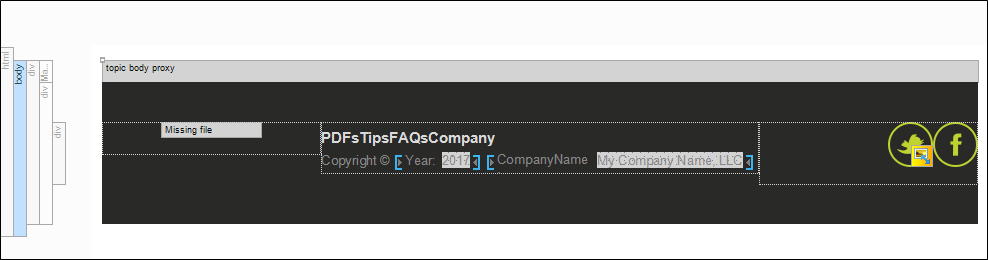 html
body
div
div
Ma...
div
topic body proxy
Missing file
PDFsTipsFAQsCompany
Copyright © Year: 2017 CompanyName My Company Name, LLC
f